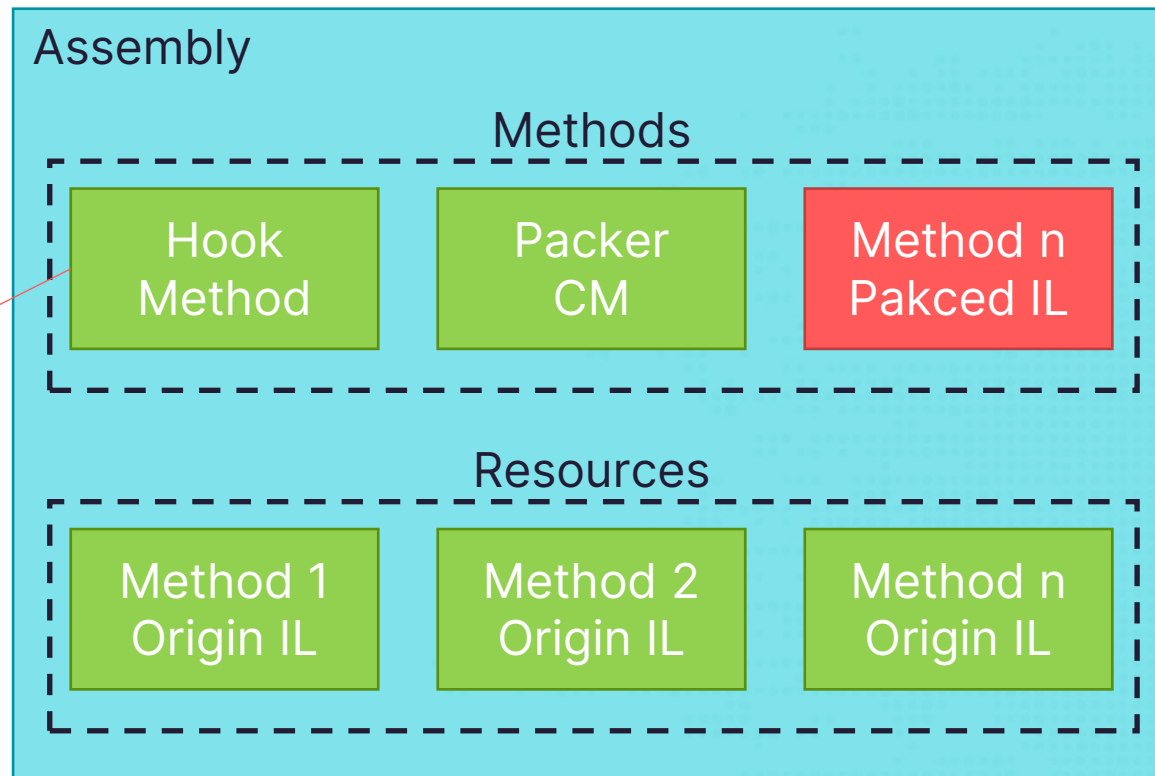 Assembly
Methods
Hook
Method
Packer
CM
Method n
Pakced IL
Resources
Method 1
Origin IL
Method 2
Origin IL
Method n
Origin IL